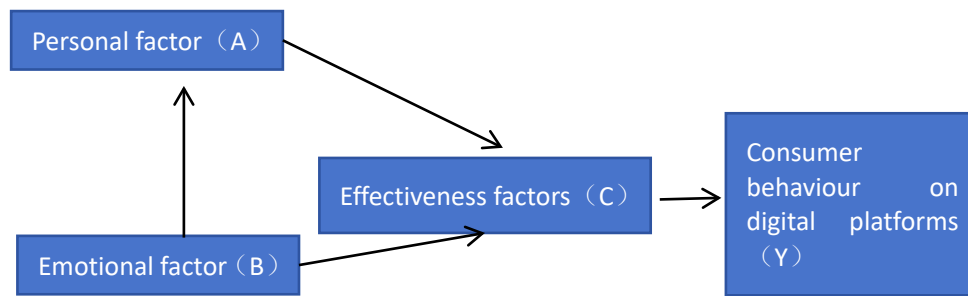 Personal factor（A）
Effectiveness factors（C）
Emotional factor（B）
Consumer
behaviour on
digital platforms
（Y）